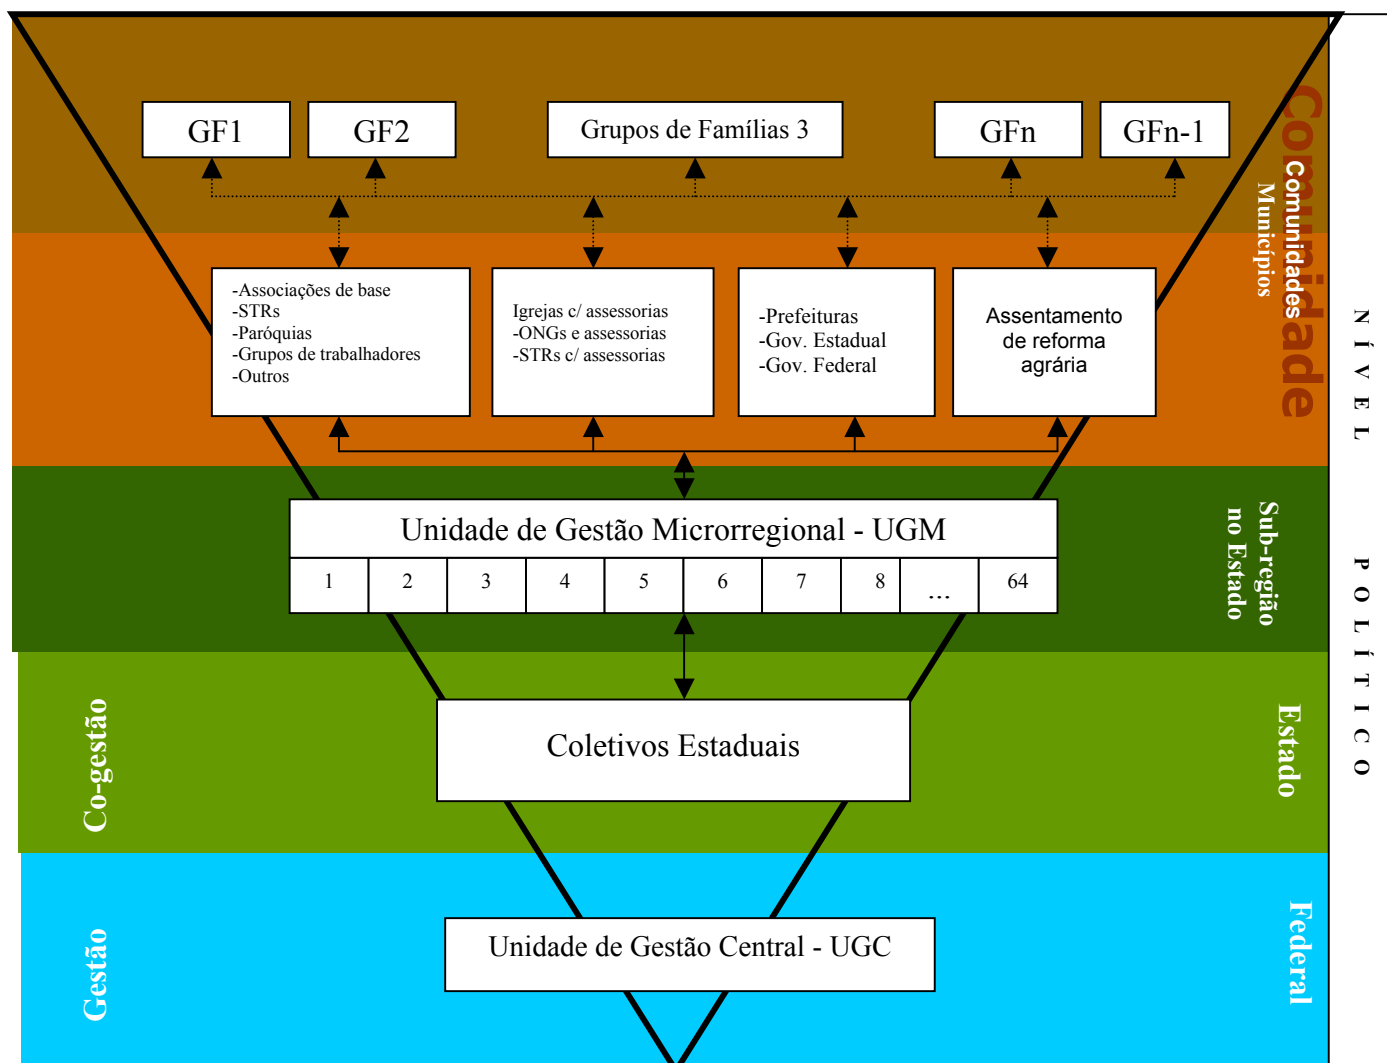 GF1
GF2
Grupos de Famílias 3
GFn
GFn-1
Comunidade
Comunidades
Municípios
-Associações de base
-STRs
-Paróquias
-Grupos de trabalhadores
-Outros
Igrejas c/ assessorias
-ONGs e assessorias
-STRs c/ assessorias
-Prefeituras
-Gov. Estadual
-Gov. Federal
Assentamento
de reforma
agrária
NÍVEL POLÍTICO
Unidade de Gestão Microrregional - UGM
1 2 3 4 5 6 7 8 ... 64
Sub-região
no Estado
Co-gestão
Coletivos Estaduais
Estado
Gestão
Unidade de Gestão Central - UGC
Federal